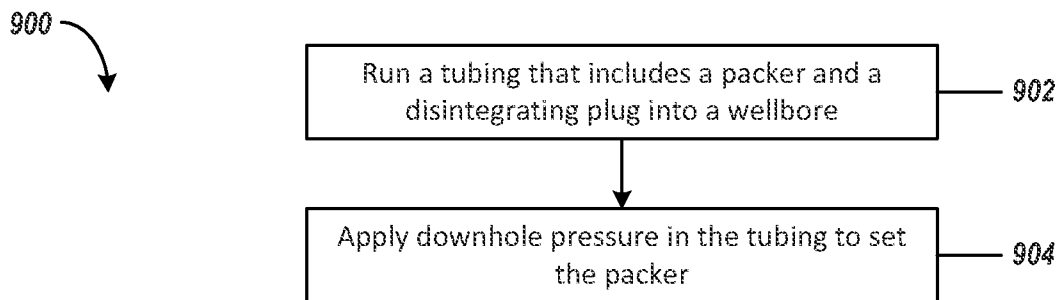 900
Run a tubing that includes a packer and a
disintegrating plug into a wellbore
902
Apply downhole pressure in the tubing to set
the packer
904